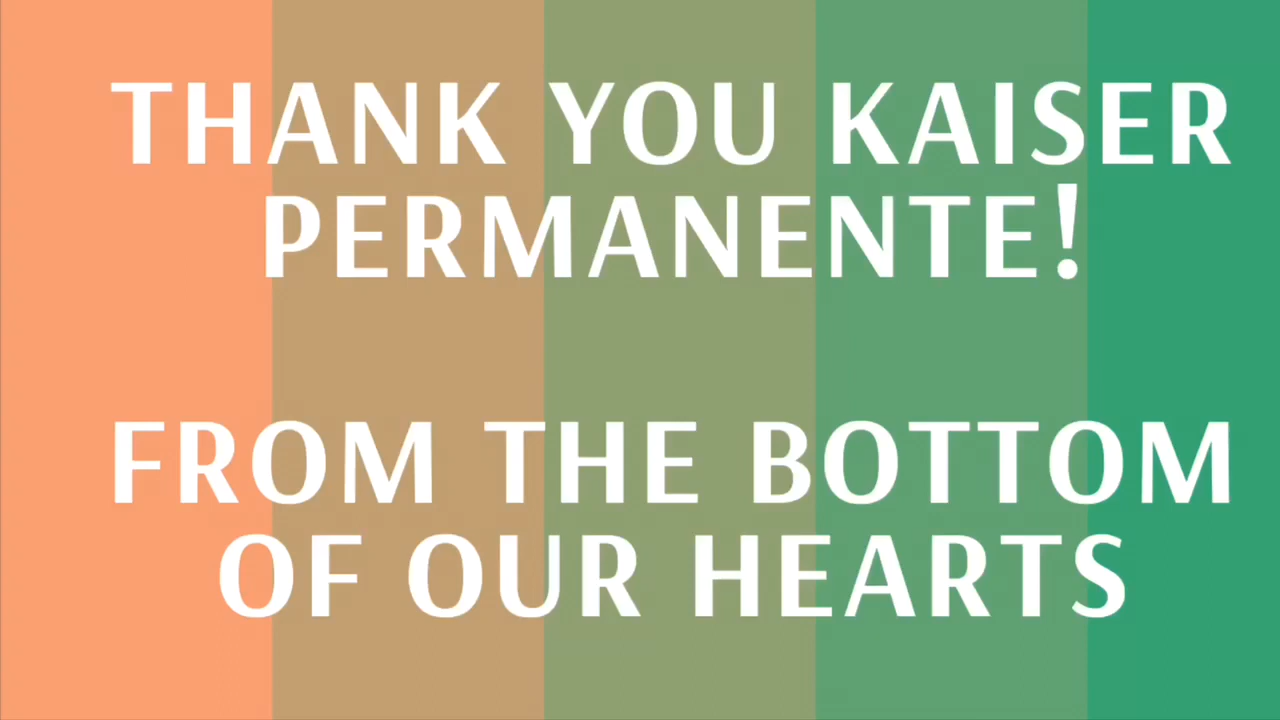 THANK YOU KAISER
PERMANENTE!
FROM THE BOTTOM
OF OUR HEARTS